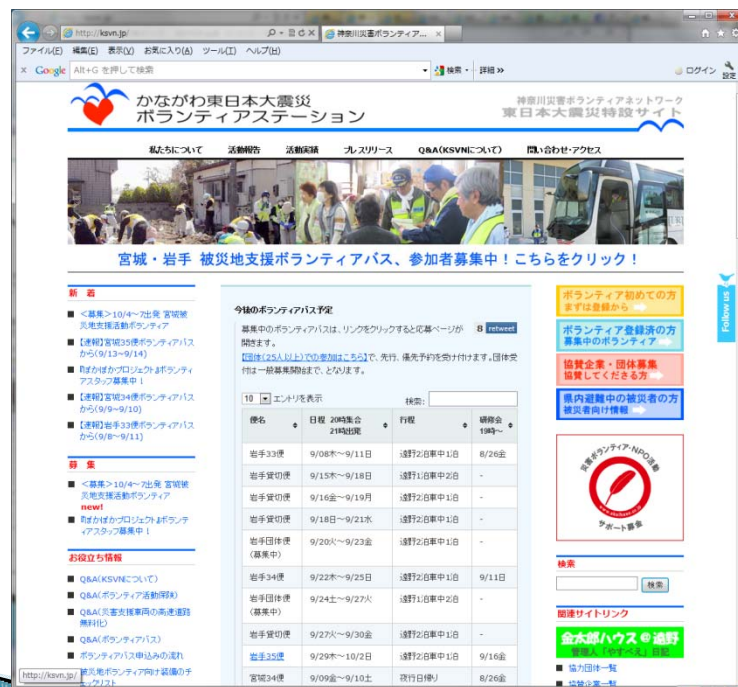 http://ksvn.jp/
神奈川災害ボランティア...
ファイル(F) 編集(E) 表示(V) お気に入り(A) ツール(T) ヘルプ(H)
× Google Alt+G を押して検索 検索 詳細 >> ログイン 設定
かながわ東日本大震災
ボランティアステーション
神奈川災害ボランティアネットワーク
東日本大震災特設サイト
私たちについて 活動報告 活動実績 プレスリリース Q&A(KSVNについて) 問い合わせ・アクセス
宮城・岩手 被災地支援ボランティアバス、参加者募集中!こちらをクリック!
新 着
<募集>10/4~7出発 宮城被
災地支援活動ボランティア
【速報】宮城35便ボランティアバス
から(9/13~9/14)
『ぽかぽかプロジェクト』ボランティ
アスタッフ募集中!
【速報】宮城34便ボランティアバス
から(9/9~9/10)
【速報】岩手33便ボランティアバス
から(9/8~9/11)
募 集
<募集>10/4~7出発 宮城被
災地支援活動ボランティア
new!
『ぽかぽかプロジェクト』ボランテ
ィアスタッフ募集中!
お役立ち情報
Q&A(KSVNについて)
Q&A(ボランティア活動保険)
Q&A(災害支援車両の高速道路
無料化)
Q&A(ボランティアバス)
ボランティアバス申込みの流れ
被災地ボランティア向け装備のチ
ェックリスト
http://ksvn.jp/
今後のボランティアバス予定
募集中のボランティアバスは、リンクをクリックすると応募ページが
開きます。
8 retweet
【団体(25人以上)での参加はこちら】で、先行、優先予約を受け付けます。団体受
付は一般募集開始まで、となります。
10 エントリを表示 検索:
便名 日程 20時集合 21時出発 行程 研修会 19時~
岩手33便 9/08木~9/11日 遠野2泊車中1泊 8/26金
岩手貸切便 9/15木~9/18日 遠野1泊車中2泊 -
岩手貸切便 9/16金~9/19月 遠野2泊車中1泊 -
岩手貸切便 9/18日~9/21水 遠野2泊車中1泊 -
岩手団体便(募集中) 9/20火~9/23金 遠野2泊車中1泊 -
岩手34便 9/22木~9/25日 遠野2泊車中1泊 9/11日
岩手団体便(募集中) 9/24土~9/27火 遠野1泊車中2泊 -
岩手貸切便 9/27火~9/30金 遠野2泊車中1泊 -
岩手35便 9/29木~10/2日 遠野2泊車中1泊 9/16金
宮城34便 9/09金~9/10土 夜行日帰り 8/26金
ボランティア初めての方
まずは登録から
ボランティア登録済の方
募集中のボランティア
協賛企業・団体募集
協賛してくださる方
県内避難中の被災者の方
被災者向け情報
Follow us
災害ボランティア・NPO活動
サポート募金
検索
検索
関連サイトリンク
金太郎ハウス@遠野
管理人「やすべえ」日記
協力団体一覧
協賛企業一覧